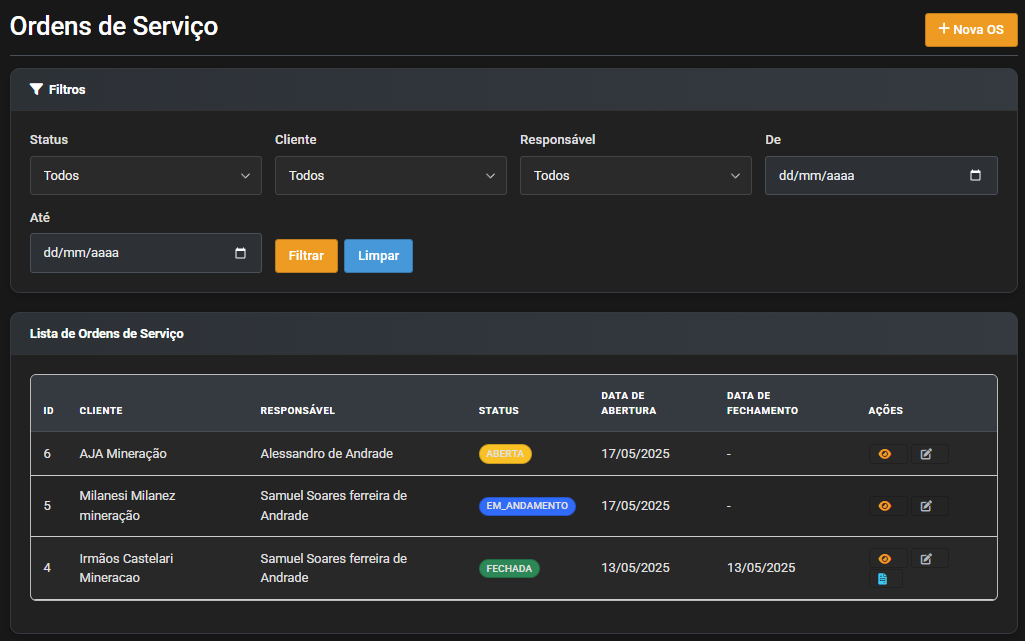 Ordens de Serviço
+ Nova OS
Filtros
Status
Cliente
Responsável
De
Todos
Todos
Todos
dd/mm/aaaa
Até
dd/mm/aaaa
Filtrar
Limpar
Lista de Ordens de Serviço
ID CLIENTE RESPONSÁVEL STATUS DATA DE ABERTURA DATA DE FECHAMENTO AÇÕES
6 AJA Mineração Alessandro de Andrade ABERTA 17/05/2025 -
5 Milanesi Milanez mineração Samuel Soares ferreira de Andrade EM_ANDAMENTO 17/05/2025 -
4 Irmãos Castelari Mineracao Samuel Soares ferreira de Andrade FECHADA 13/05/2025 13/05/2025